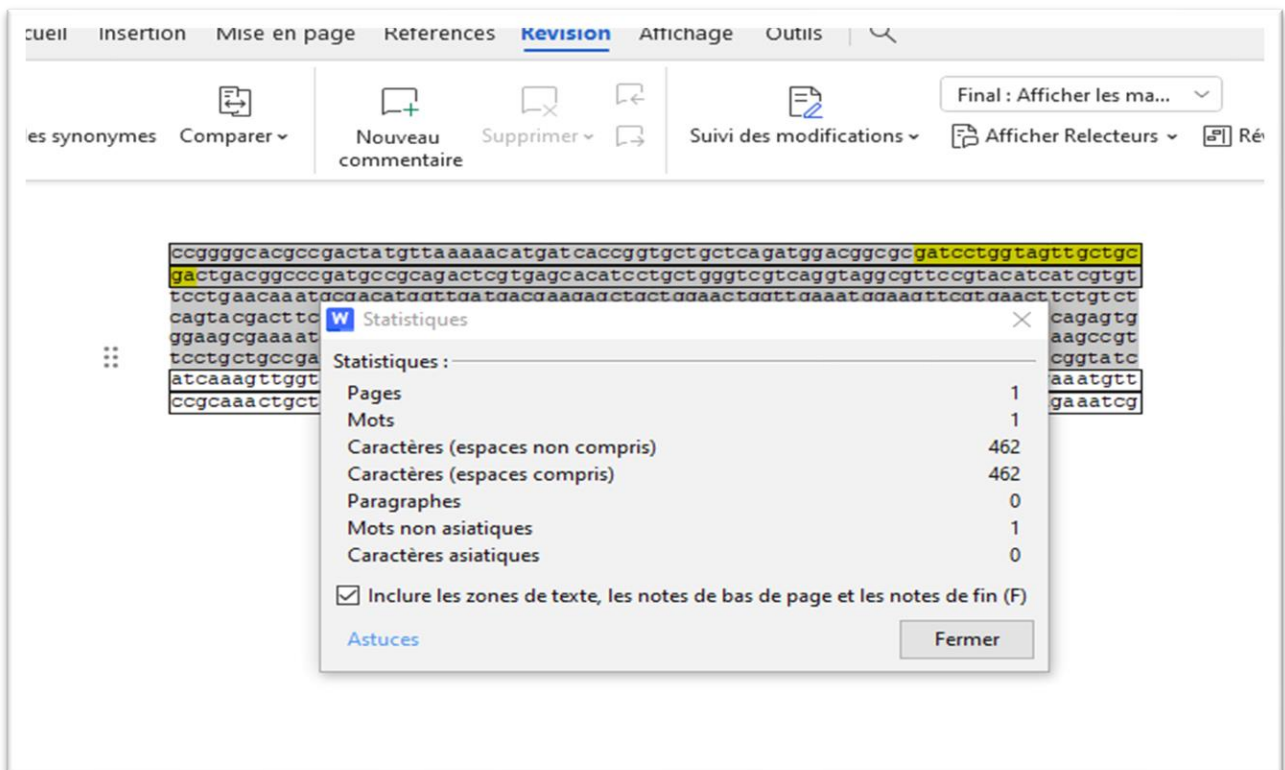 cueil Insertion Mise en page Références Révision Affichage Outils
Final : Afficher les ma...
les synonymes Comparer Nouveau commentaire Supprimer Suivi des modifications Afficher Relecteurs Rév
ccggggcacgccgactatgttaaaaacatgatcaccggtgctgctcagatggacggcgcgatcctggtagttgctgc
gactgacggcccgatgccgcagactcgtgagcacatcctgctgggtcgtcaggtaggcgttccgtacatcatcgtgt
tcctgaacaaatgcgacatggttgatgacgaagagctgctggaactggttgaaatggaagttcgtgaacttctgtct
cagtacgacttc cagagtg
ggaagcgaaaat aagccgt
tcctgctgccga cggtatc
atcaaagttggt aaatgtt
ccgcaaactgct gaaatcg
Statistiques
Statistiques :
Pages 1
Mots 1
Caractères (espaces non compris) 462
Caractères (espaces compris) 462
Paragraphes 0
Mots non asiatiques 1
Caractères asiatiques 0
Inclure les zones de texte, les notes de bas de page et les notes de fin (F)
Astuces Fermer